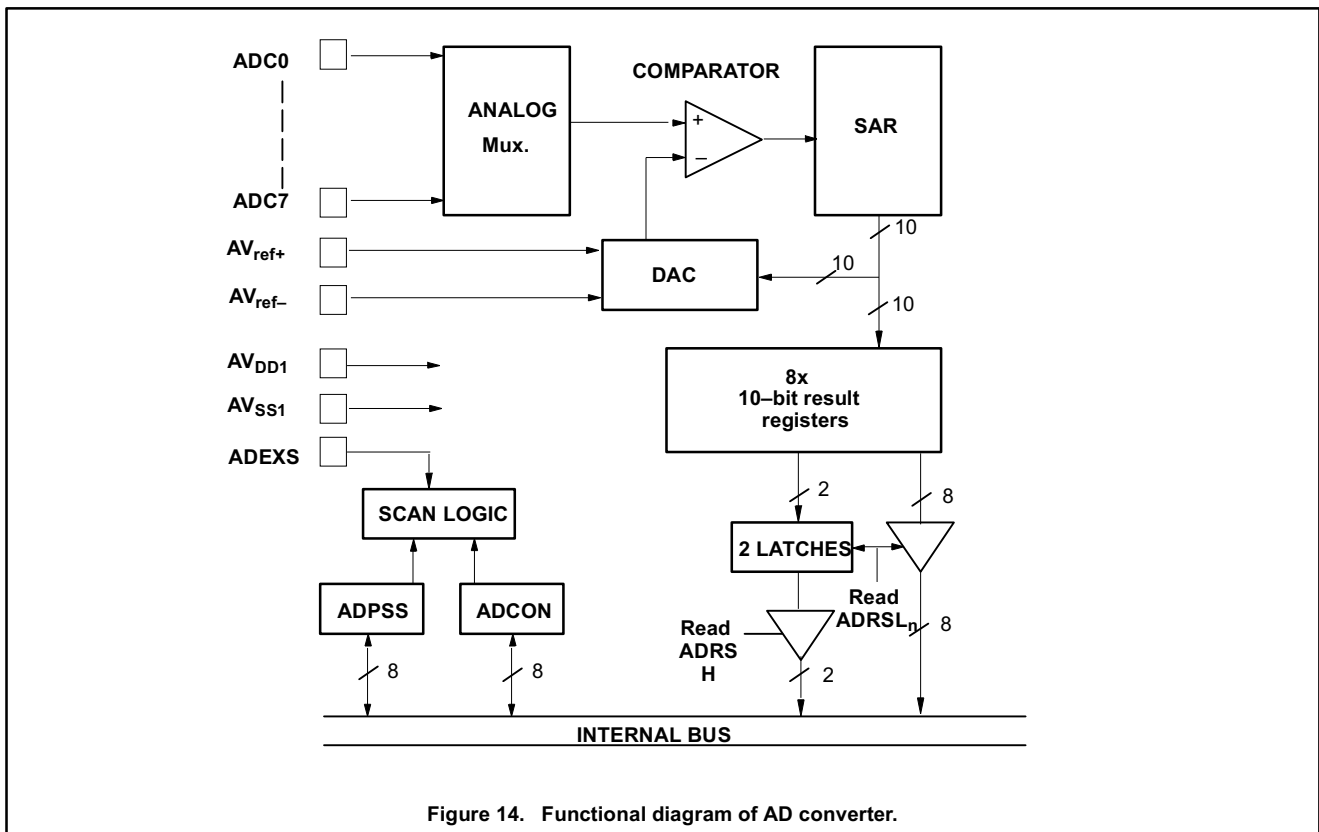 ADC0
ADC7
AVref+
AVref–
AVDD1
AVSS1
ADEXS
ANALOG
Mux.
COMPARATOR
+
–
SAR
10
DAC
10
10
8x
10–bit result
registers
2
8
SCAN LOGIC
2 LATCHES
ADPSS
ADCON
Read
ADRSLn
Read
ADRS
H
8
8
8
2
INTERNAL BUS
Figure 14. Functional diagram of AD converter.